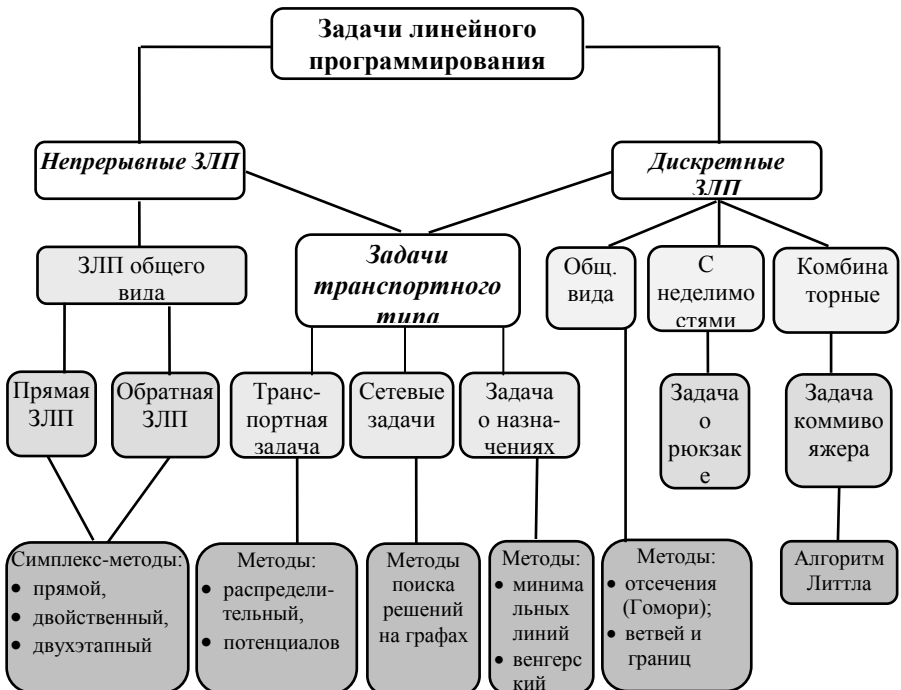 Задачи линейного
программирования
Непрерывные ЗЛП
Дискретные
ЗЛП
ЗЛП общего
вида
Задачи
транспортного
типа
Общ.
вида
С
неделимо
стями
Комбина
торные
Прямая
ЗЛП
Обратная
ЗЛП
Транс-
портная
задача
Сетевые
задачи
Задача
о назна-
чениях
Задача
о
рюкзак
е
Задача
коммиво
яжера
Симплекс-методы:
• прямой,
• двойственный,
• двухэтапный
Методы:
• распредели-
тельный,
• потенциалов
Методы
поиска
решений
на графах
Методы:
• минима
льных
линий
• венгер
ский
Методы:
• отсечения
(Гомори);
• ветвей и
границ
Алгоритм
Литтла